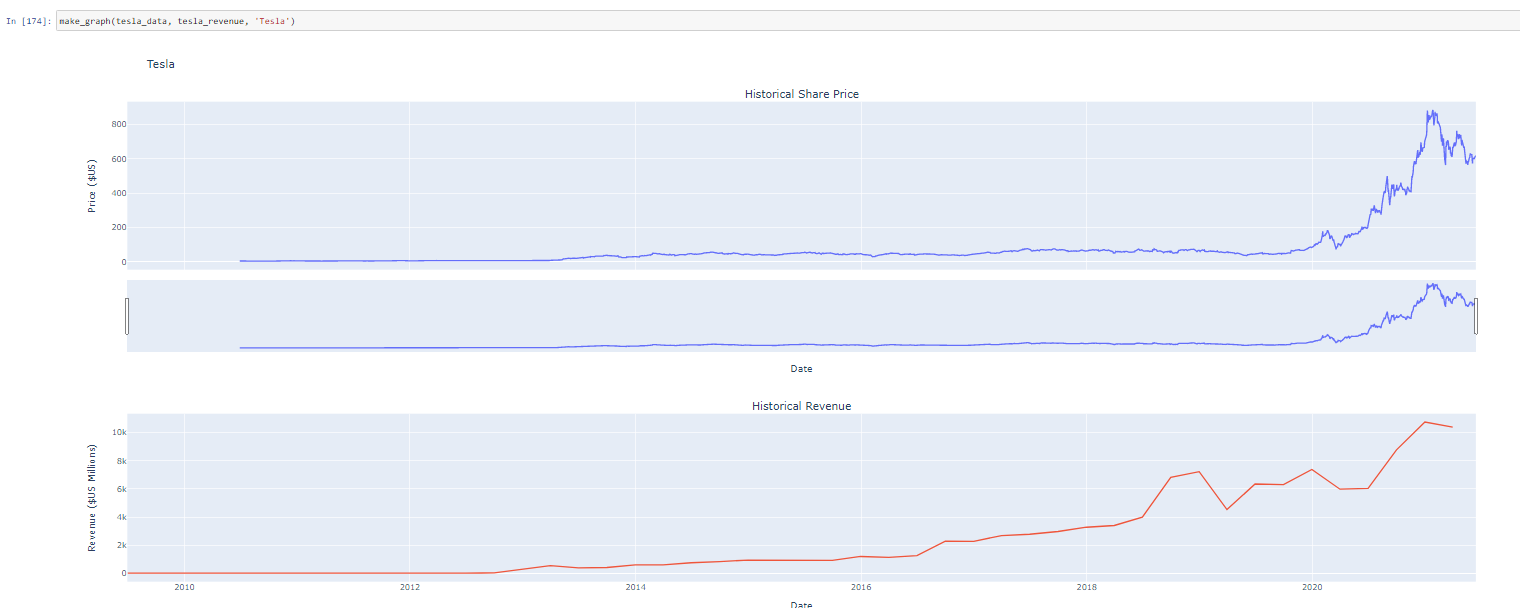 In [174]: make_graph(tesla_data, tesla_revenue, 'Tesla')
Tesla
Historical Share Price
Price ($US)
800
600
400
200
0
Date
Historical Revenue
Revenue ($US Millions)
10k
8k
6k
4k
2k
0
2010 2012 2014 2016 2018 2020
Date